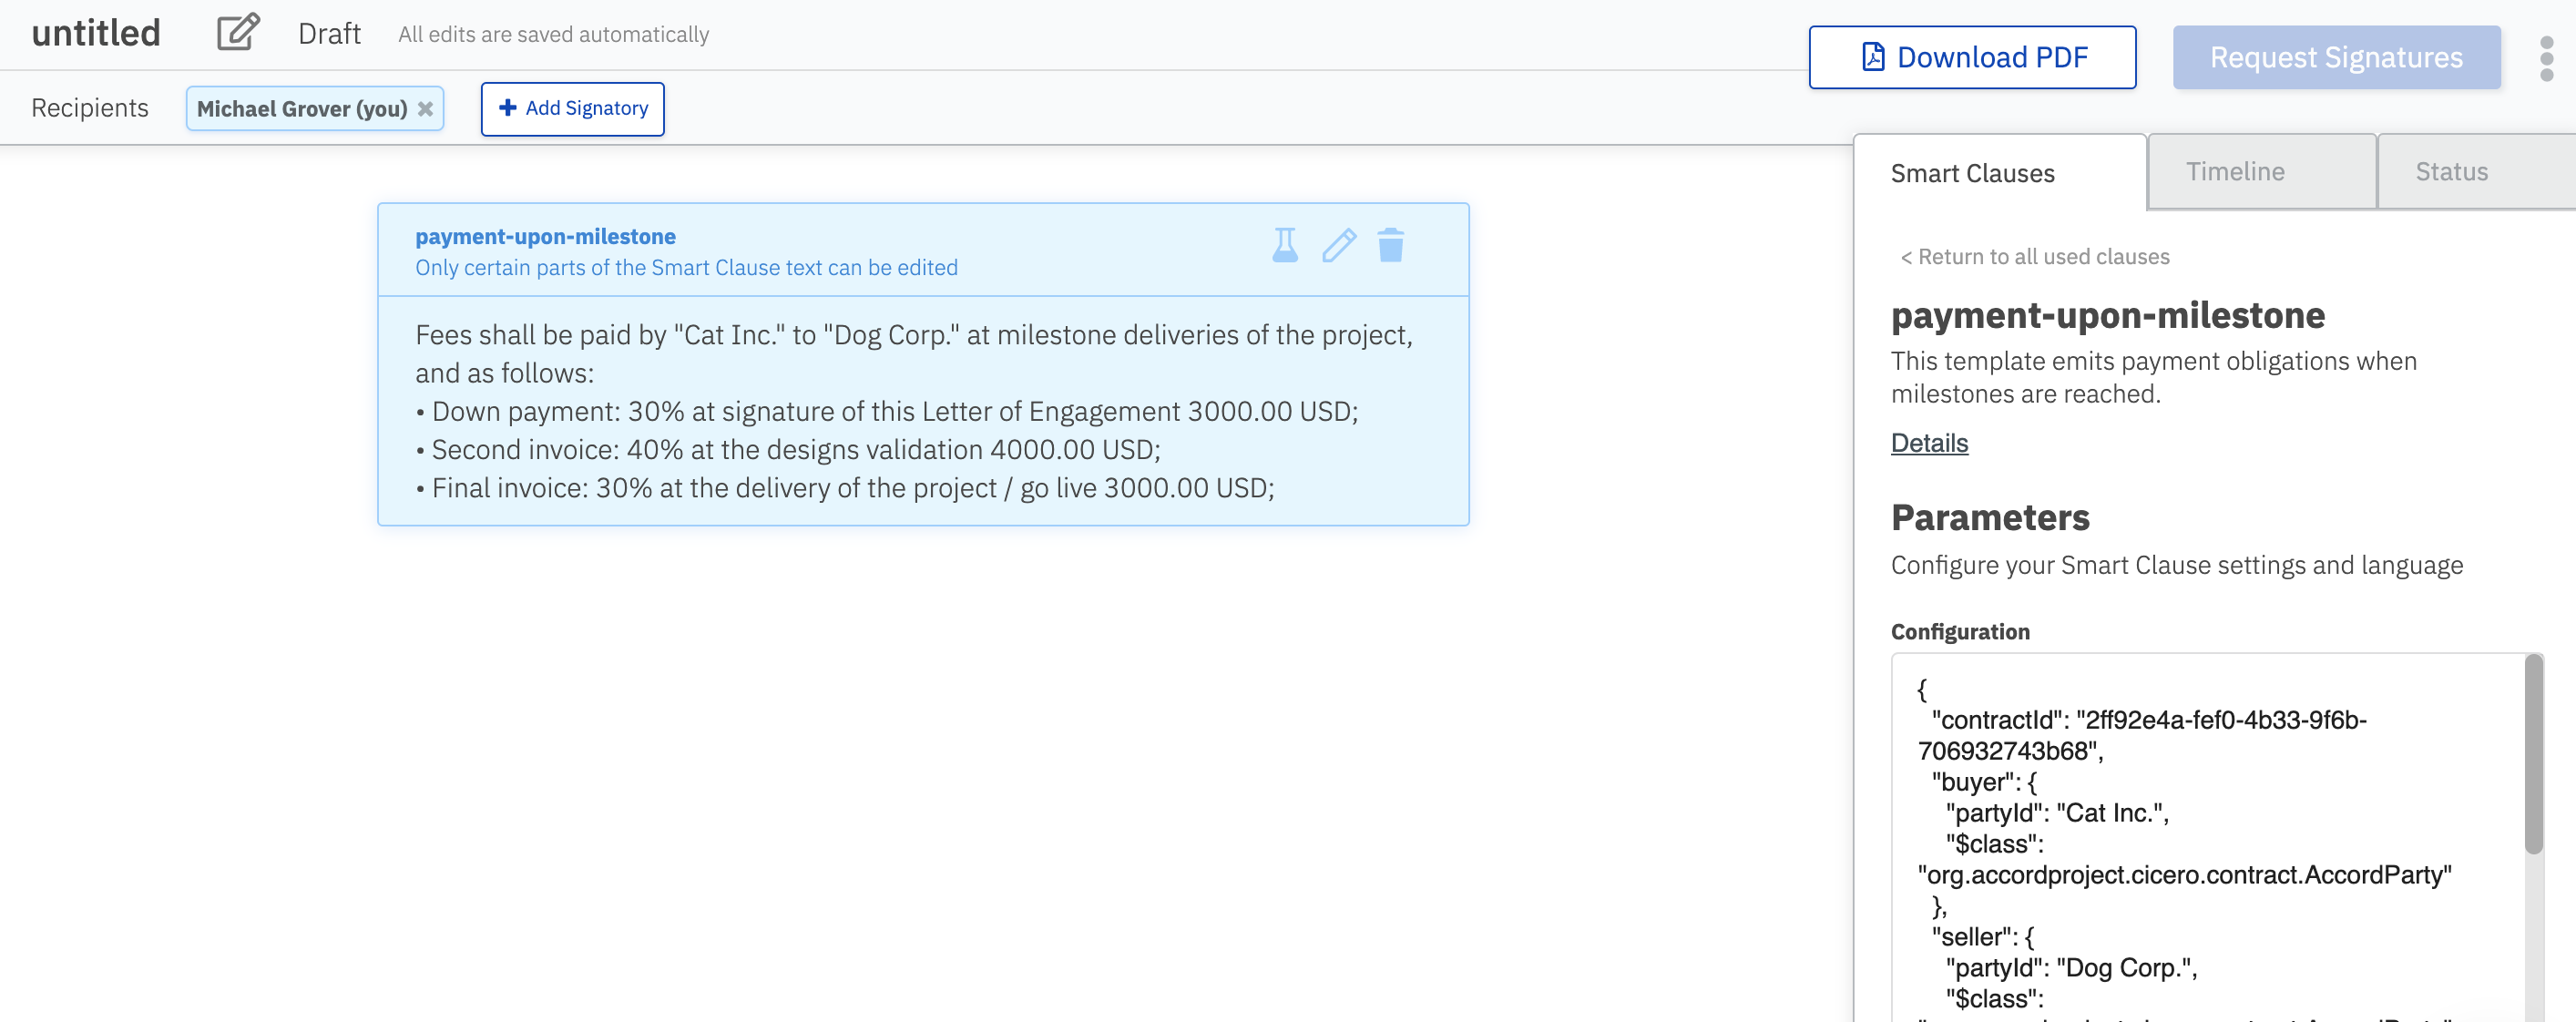 untitled
Draft
All edits are saved automatically
Download PDF
Request Signatures
Recipients
Michael Grover (you) ✖
+ Add Signatory
payment-upon-milestone
Only certain parts of the Smart Clause text can be edited
Fees shall be paid by "Cat Inc." to "Dog Corp." at milestone deliveries of the project,
and as follows:
• Down payment: 30% at signature of this Letter of Engagement 3000.00 USD;
• Second invoice: 40% at the designs validation 4000.00 USD;
• Final invoice: 30% at the delivery of the project / go live 3000.00 USD;
Smart Clauses
Timeline
Status
< Return to all used clauses
payment-upon-milestone
This template emits payment obligations when
milestones are reached.
Details
Parameters
Configure your Smart Clause settings and language
Configuration
{
"contractId": "2ff92e4a-fef0-4b33-9f6b-
706932743b68",
"buyer": {
"partyId": "Cat Inc.",
"$class":
"org.accordproject.cicero.contract.AccordParty"
},
"seller": {
"partyId": "Dog Corp.",
"$class":